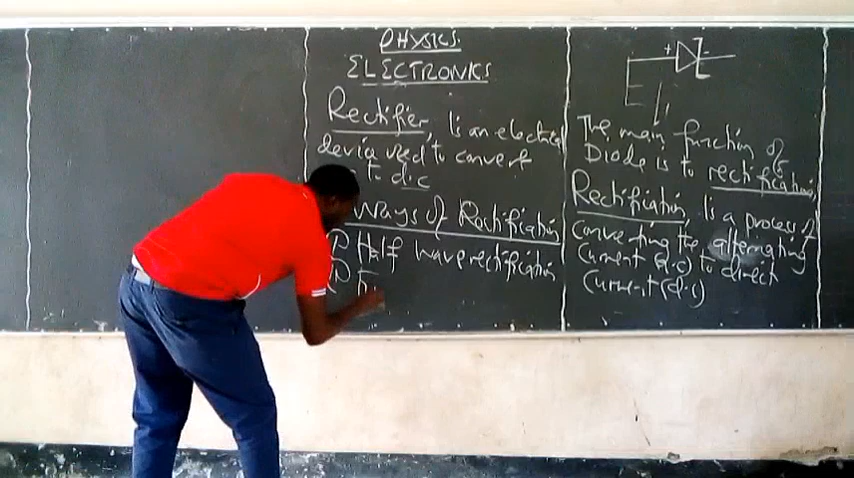 PHYSICS
ELECTRONICS
Rectifier, Is an electrical
device used to convert
to d.c
Ways of Rectification
Half wave rectification
F
+ -
The main function of
Diode is to rectification
Rectification, Is a process of
Converting the alternating
Current (a.c) to direct
Current (d.c)